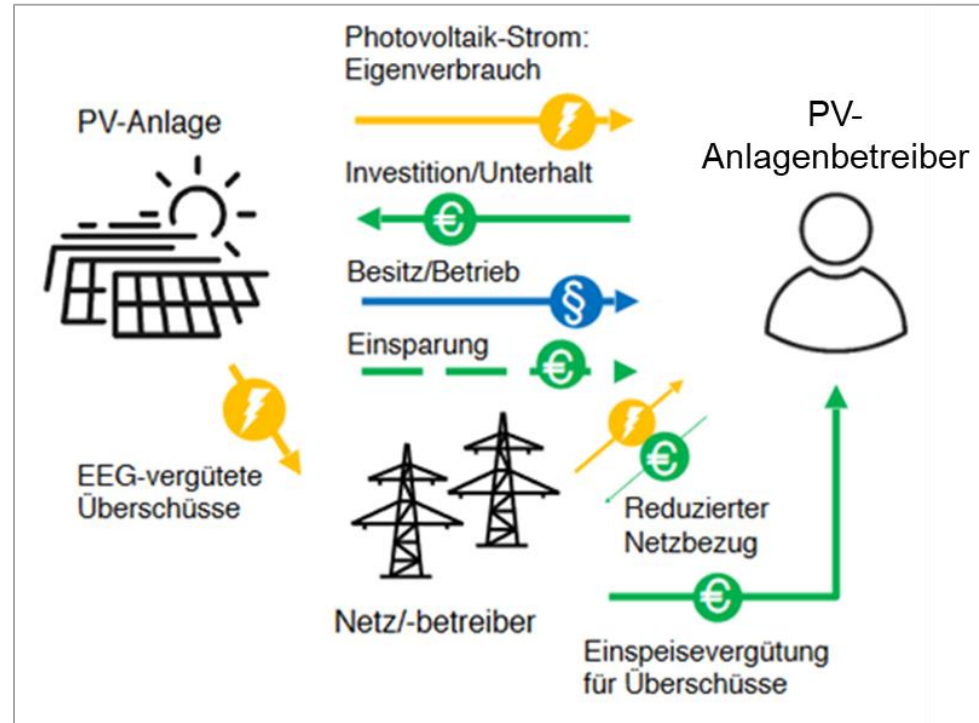 Photovoltaik-Strom:
Eigenverbrauch
PV-Anlage
PV-
Anlagenbetreiber
Investition/Unterhalt
€
Besitz/Betrieb
§
Einsparung
€
EEG-vergütete
Überschüsse
€
Reduzierter
Netzbezug
Netz/-betreiber
€
Einspeisevergütung
für Überschüsse